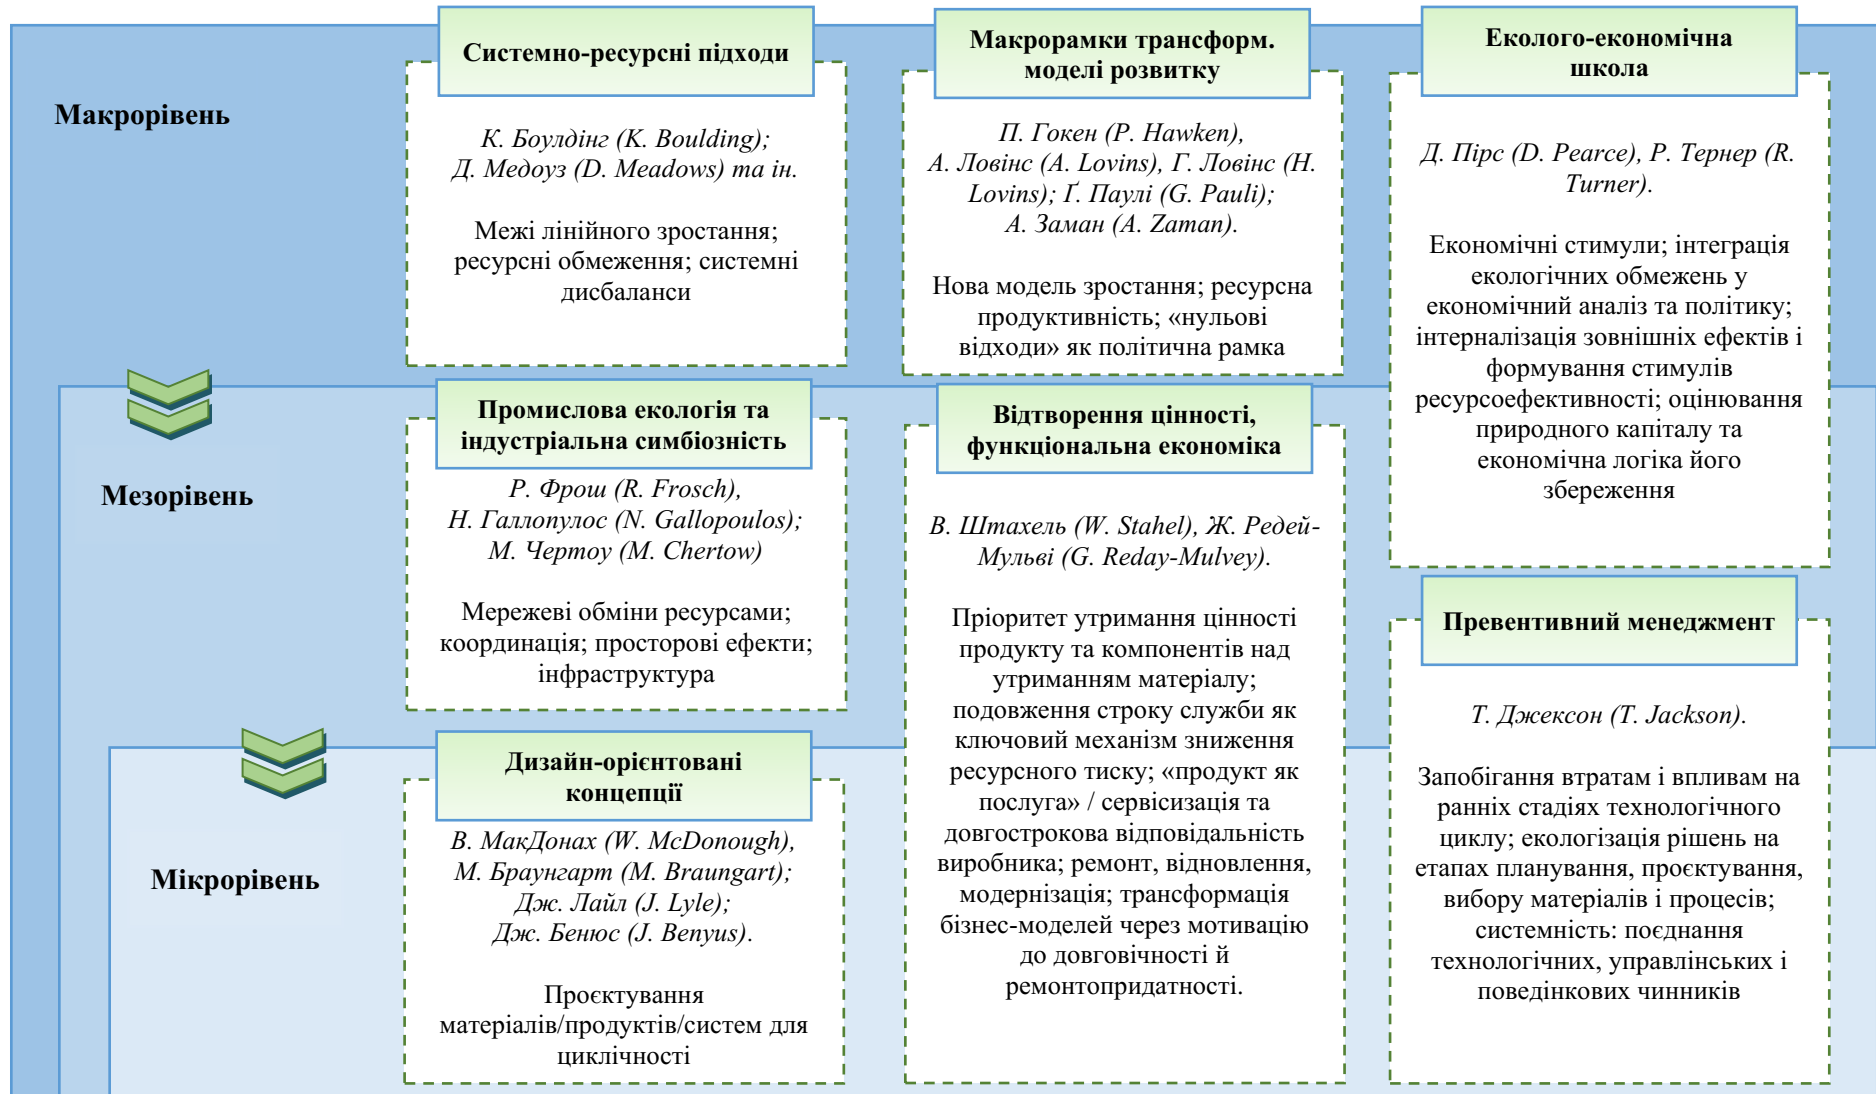 Макрорівень
Системно-ресурсні підходи
К. Боулдінг (K. Boulding);
Д. Медоуз (D. Meadows) та ін.
Межі лінійного зростання;
ресурсні обмеження; системні
дисбаланси
Макрорамки трансформ.
моделі розвитку
П. Гокен (P. Hawken),
А. Ловінс (A. Lovins), Г. Ловінс (H.
Lovins); Ґ. Паулі (G. Pauli);
А. Заман (A. Zaman).
Нова модель зростання; ресурсна
продуктивність; «нульові
відходи» як політична рамка
Еколого-економічна
школа
Д. Пірс (D. Pearce), Р. Тернер (R.
Turner).
Економічні стимули; інтеграція
екологічних обмежень у
економічний аналіз та політику;
інтерналізація зовнішніх ефектів і
формування стимулів
ресурсоефективності; оцінювання
природного капіталу та
економічна логіка його
збереження
Мезорівень
Промислова екологія та
індустріальна симбіозність
Р. Фрош (R. Frosch),
Н. Галлопулос (N. Gallopoulos);
М. Чертоу (M. Chertow)
Мережеві обміни ресурсами;
координація; просторові ефекти;
інфраструктура
Відтворення цінності,
функціональна економіка
В. Штахель (W. Stahel), Ж. Редей-
Мульві (G. Reday-Mulvey).
Пріоритет утримання цінності
продукту та компонентів над
утриманням матеріалу;
подовження строку служби як
ключовий механізм зниження
ресурсного тиску; «продукт як
послуга» / сервісизація та
довгострокова відповідальність
виробника; ремонт, відновлення,
модернізація; трансформація
бізнес-моделей через мотивацію
до довговічності й
ремонтопридатності.
Превентивний менеджмент
Т. Джексон (T. Jackson).
Запобігання втратам і впливам на
ранніх стадіях технологічного
циклу; екологізація рішень на
етапах планування, проєктування,
вибору матеріалів і процесів;
системність: поєднання
технологічних, управлінських і
поведінкових чинників
Мікрорівень
Дизайн-орієнтовані
концепції
В. МакДонах (W. McDonough),
М. Браунгарт (M. Braungart);
Дж. Лайл (J. Lyle);
Дж. Бенюс (J. Benyus).
Проєктування
матеріалів/продуктів/систем для
циклічності